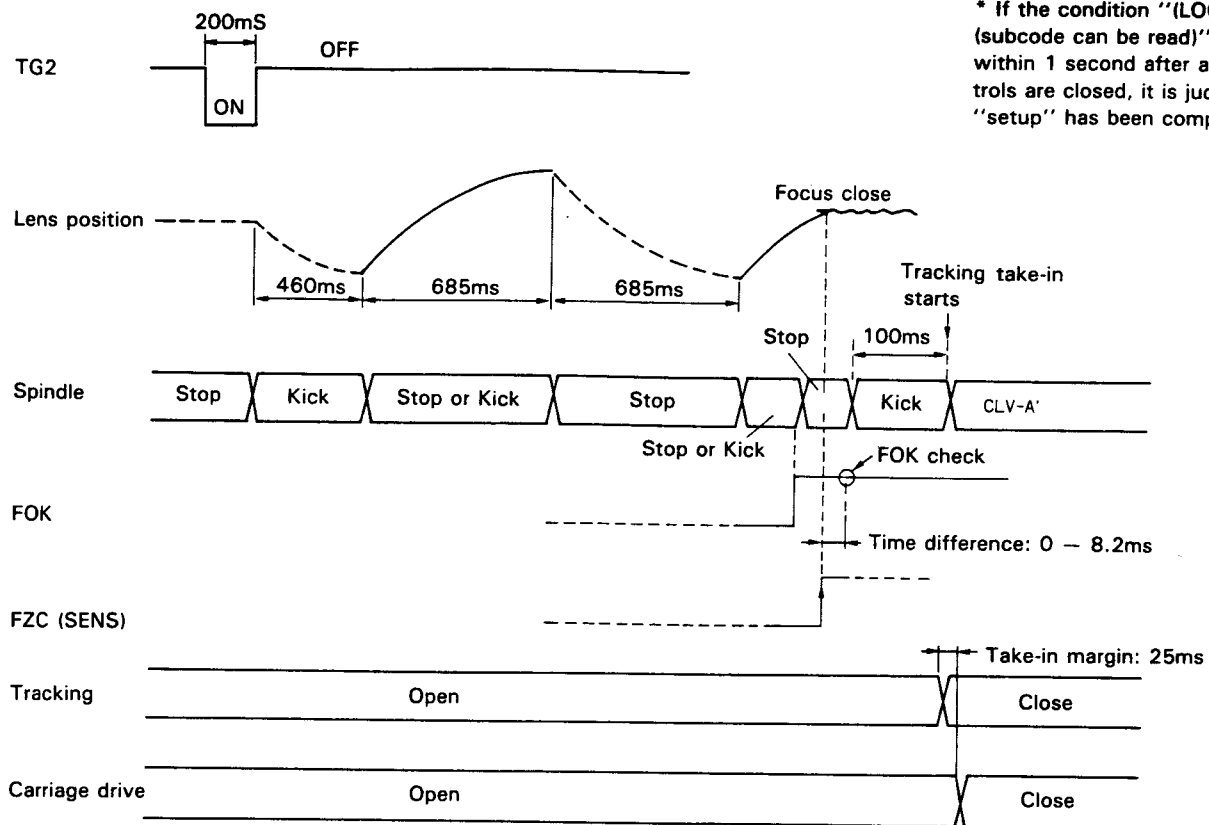 200mS
TG2
OFF
ON
* If the condition "(LO
(subcode can be read)"
within 1 second after a
trols are closed, it is jud
"setup" has been comp
Lens position
460ms
685ms
685ms
Focus close
Tracking take-in
starts
Spindle
Stop
Kick
Stop or Kick
Stop
Stop or Kick
Stop
100ms
Kick
CLV-A'
FOK
FOK check
Time difference: 0 – 8.2ms
FZC (SENS)
Take-in margin: 25ms
Tracking
Open
Close
Carriage drive
Open
Close